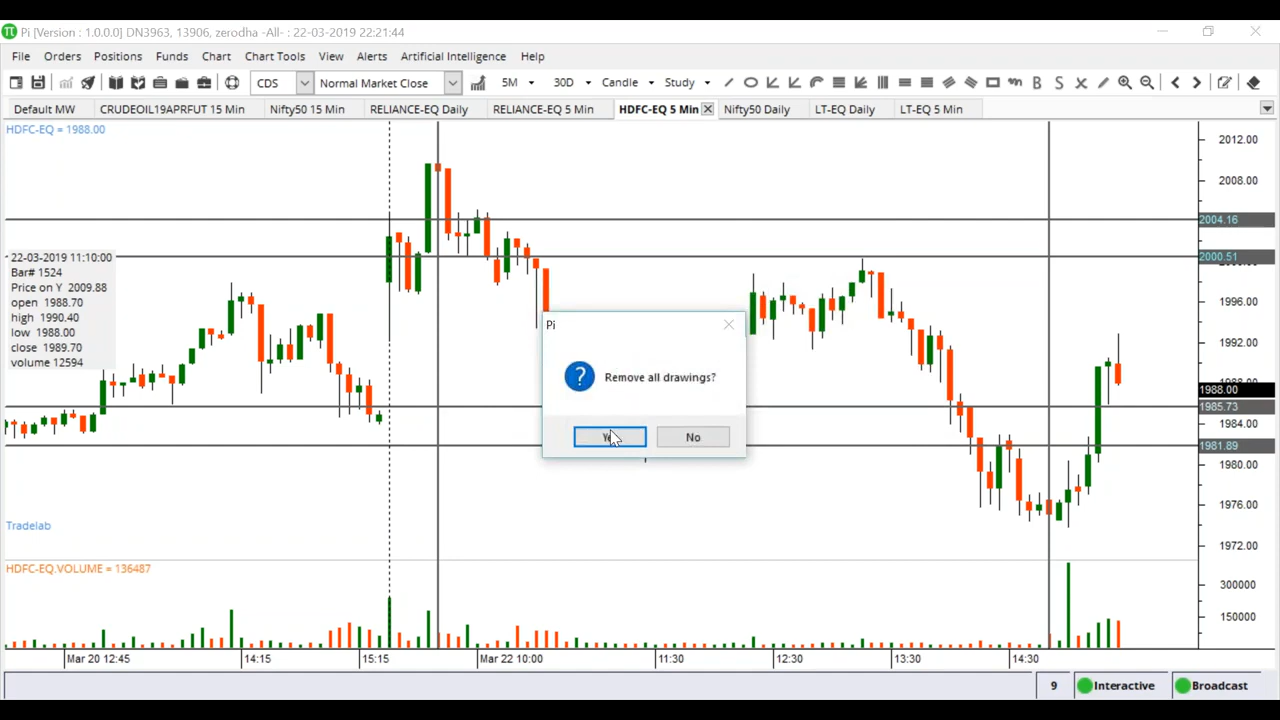 Pi [Version : 1.0.0.0] DN3963, 13906, zerodha -All- : 22-03-2019 22:21:44
File Orders Positions Funds Chart Chart Tools View Alerts Artificial Intelligence Help
CDS Normal Market Close 5M 30D Candle Study B S X
Default MW CRUDEOIL19APRFUT 15 Min Nifty50 15 Min RELIANCE-EQ Daily RELIANCE-EQ 5 Min HDFC-EQ 5 Min Nifty50 Daily LT-EQ Daily LT-EQ 5 Min
HDFC-EQ = 1988.00
2012.00
2008.00
2004.16
2000.51
22-03-2019 11:10:00
Bar# 1524
Price on Y 2009.88
open 1988.70
high 1990.40
low 1988.00
close 1989.70
volume 12594
1996.00
1992.00
1988.00
1985.73
1984.00
1981.89
1980.00
1976.00
1972.00
Pi
Remove all drawings?
No
Tradelab
HDFC-EQ.VOLUME = 136487
300000
150000
Mar 20 12:45 14:15 15:15 Mar 22 10:00 11:30 12:30 13:30 14:30
9 Interactive Broadcast